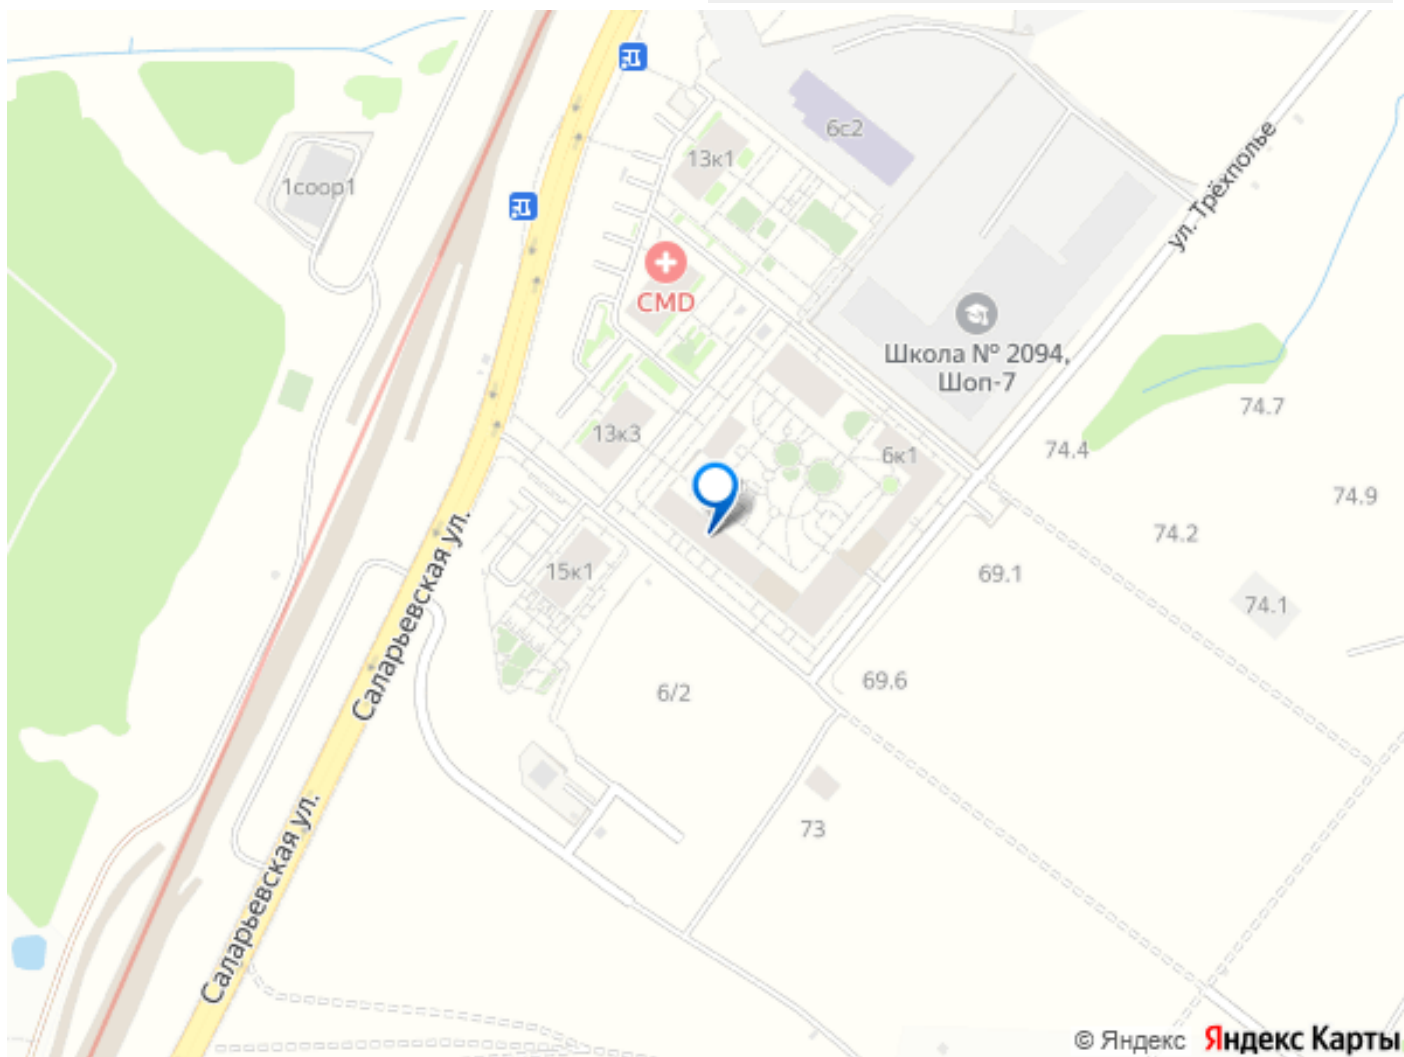 6с2
13к1
ул. Трёхполье
1соор1
CMD
Школа № 2094,
Шоп-7
74.7
13к3
6к1
74.4
74.9
74.2
15к1
69.1
74.1
Саларьевская ул.
69.6
6/2
73
Саларьевская ул.
© Яндекс Яндекс Карты